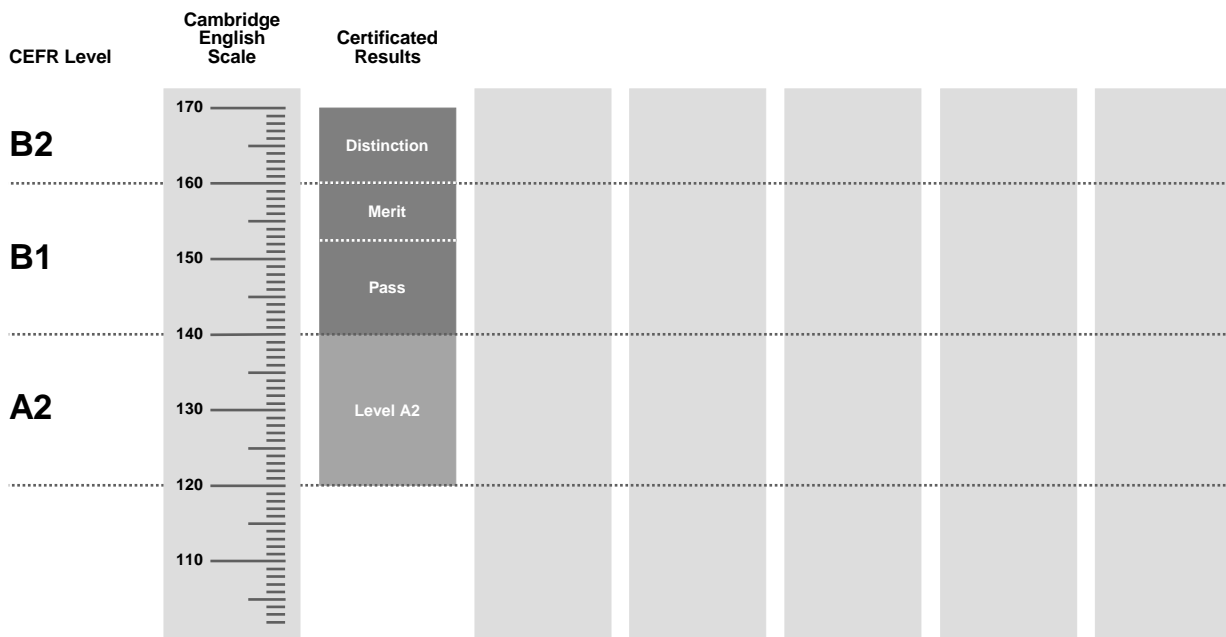 CEFR Level
Cambridge
English
Scale
Certificated
Results
B2
B1
A2
170
160
150
140
130
120
110
Distinction
Merit
Pass
Level A2